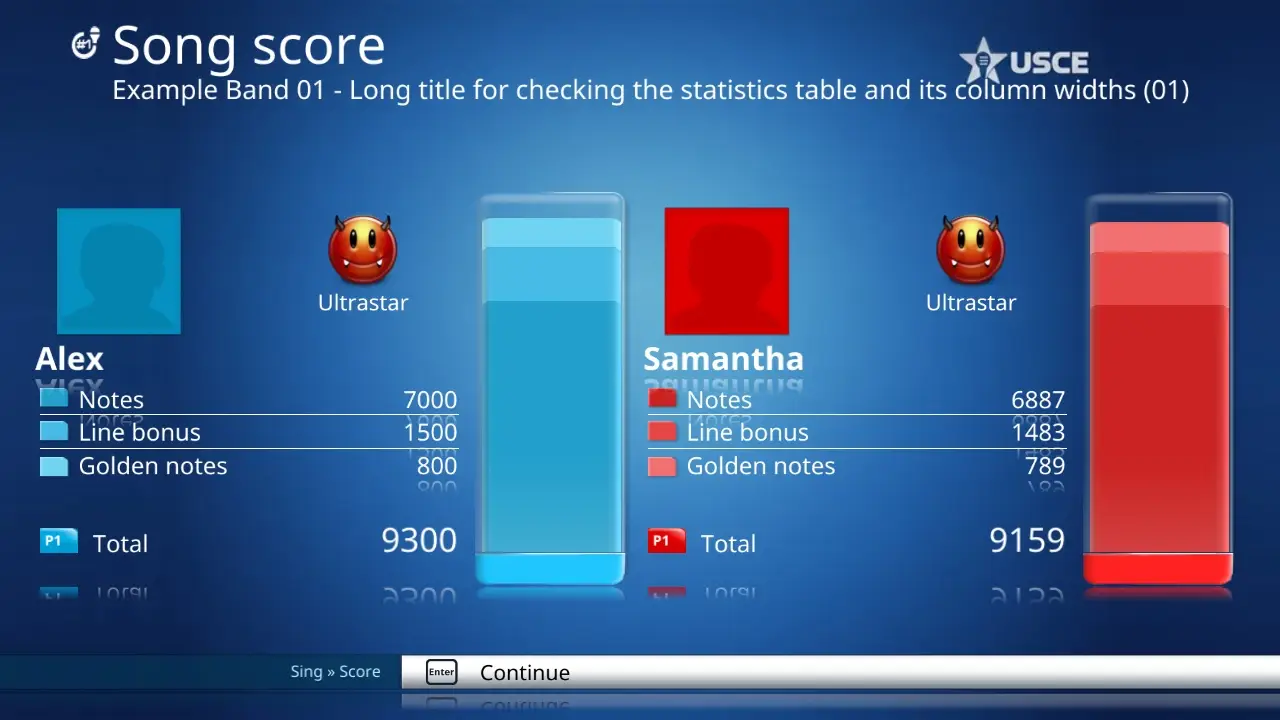 #1 Song score
USCE
Example Band 01 - Long title for checking the statistics table and its column widths (01)
Ultrastar
Alex
Notes 7000
Line bonus 1500
Golden notes 800
P1 Total 9300
Ultrastar
Samantha
Notes 6887
Line bonus 1483
Golden notes 789
P1 Total 9159
Sing » Score
Enter Continue